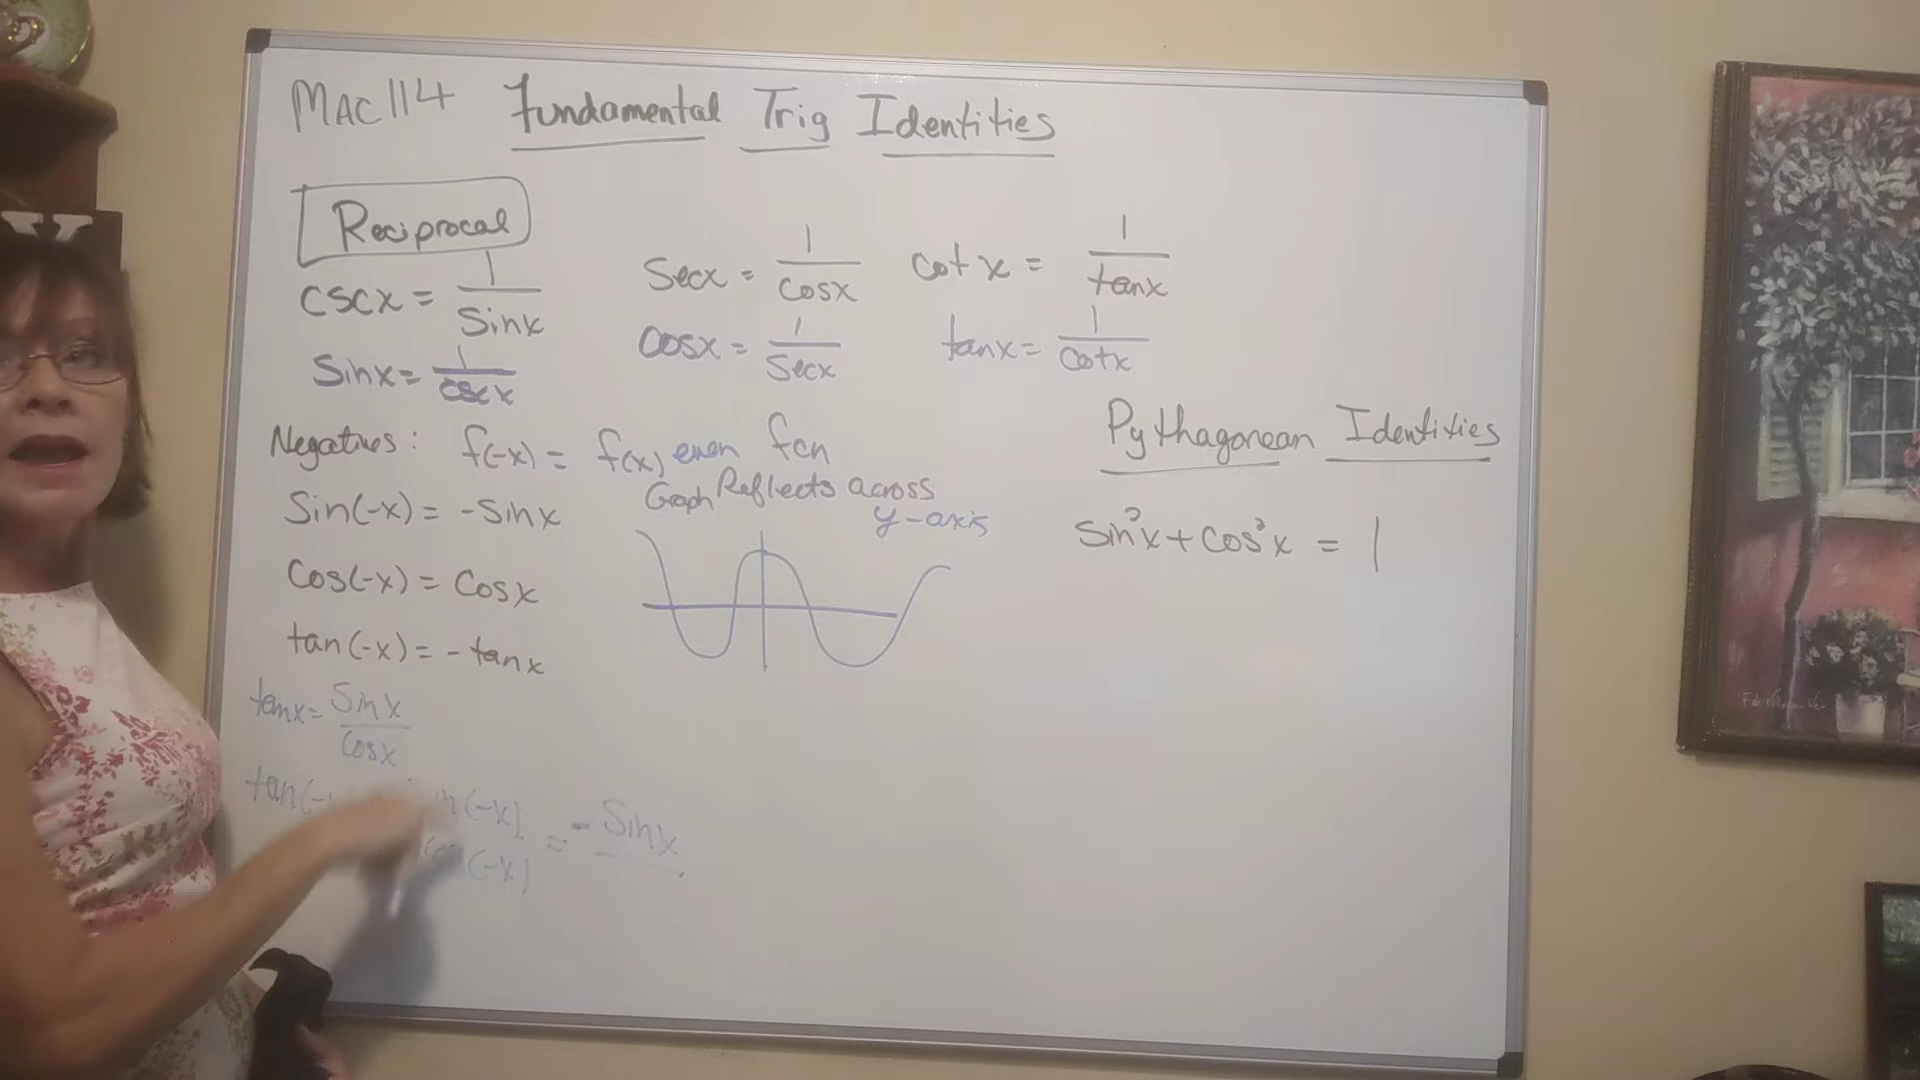 MAC 1114 Fundamental Trig Identities
Reciprocal
csc x = 1/sin x
sec x = 1/cos x
cot x = 1/tan x
sin x = 1/csc x
cos x = 1/sec x
tan x = 1/cot x
Negatives: f(-x) = f(x) even fcn
Graph Reflects across
y-axis
Sin(-x) = -sin x
Cos(-x) = Cos x
tan(-x) = -tan x
tan x = Sin x/Cos x
tan(-
(-x)/(-x) = - Sin x
Pythagorean Identities
sin²x + cos²x = 1